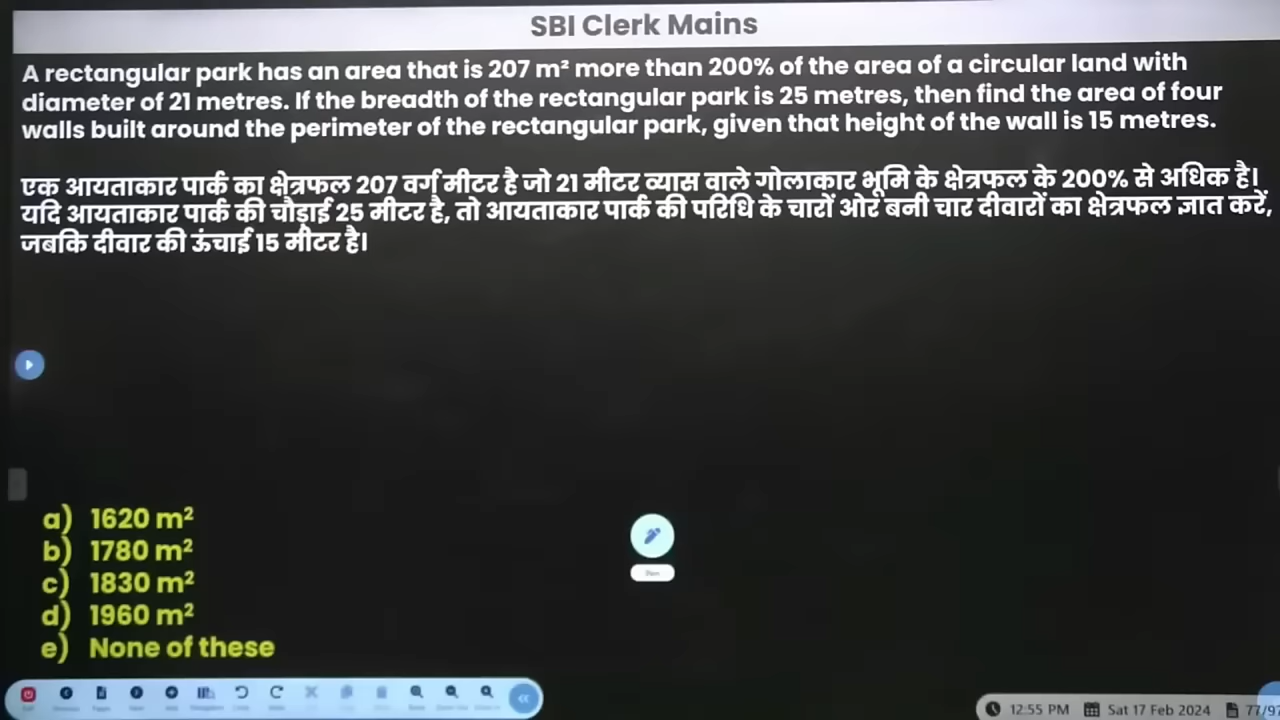 SBI Clerk Mains
A rectangular park has an area that is 207 m² more than 200% of the area of a circular land with
diameter of 21 metres. If the breadth of the rectangular park is 25 metres, then find the area of four
walls built around the perimeter of the rectangular park, given that height of the wall is 15 metres.
एक आयताकार पार्क का क्षेत्रफल 207 वर्ग मीटर है जो 21 मीटर व्यास वाले गोलाकार भूमि के क्षेत्रफल के 200% से अधिक है।
यदि आयताकार पार्क की चौड़ाई 25 मीटर है, तो आयताकार पार्क की परिधि के चारों ओर बनी चार दीवारों का क्षेत्रफल ज्ञात करें,
जबकि दीवार की ऊंचाई 15 मीटर है।
a) 1620 m²
b) 1780 m²
c) 1830 m²
d) 1960 m²
e) None of these
Pen
12:55 PM Sat 17 Feb 2024 77/97